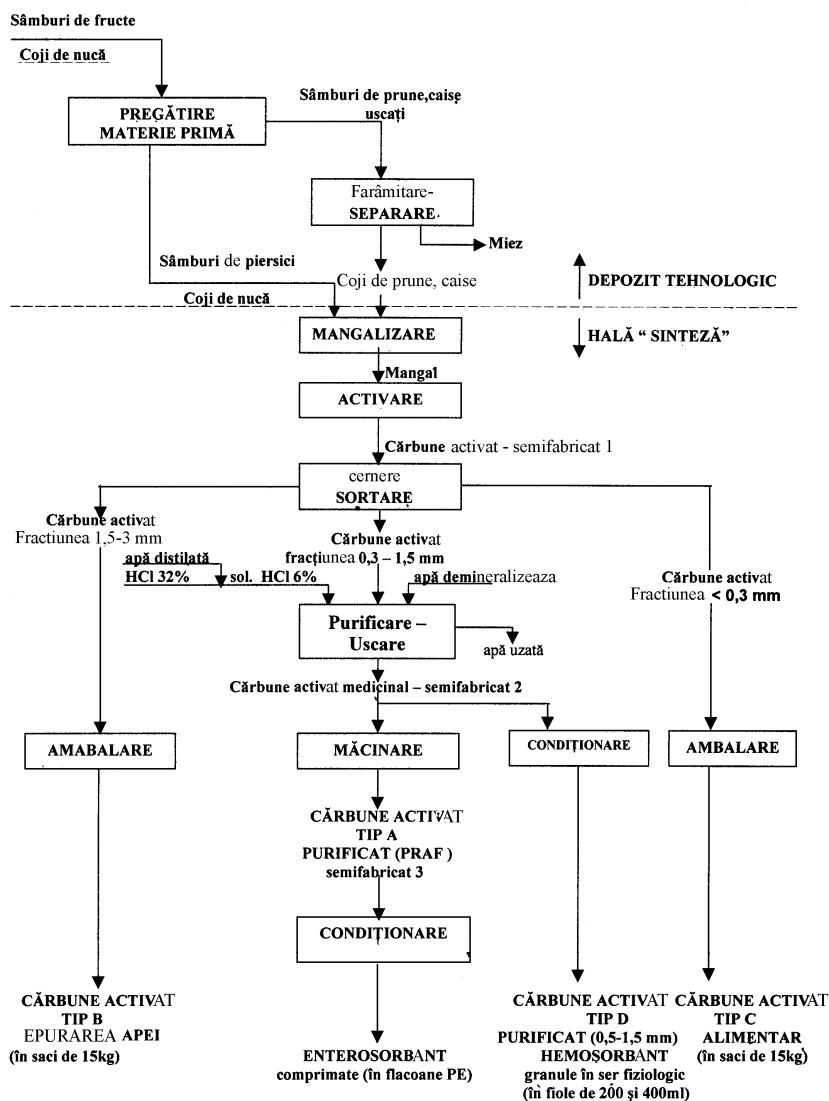 Sâmburi de fructe
Coji de nucă
PREGĂTIRE
MATERIE PRIMĂ
Sâmburi de prune,caise
uscați
Farâmitare-
SEPARARE
Miez
Sâmburi de piersici
Coji de prune, caise
Coji de nucă
DEPOZIT TEHNOLOGIC
HALĂ “ SINTEZĂ”
MANGALIZARE
Mangal
ACTIVARE
Cărbune activat - semifabricat 1
cernere
SORTARE
Cărbune activat
Fractiunea 1,5-3 mm
Cărbune activat
fracțiunea 0,3 – 1,5 mm
apă distilată
HCl 32%
sol. HCl 6%
apă demineralizeaza
Cărbune activat
Fractiunea < 0,3 mm
Purificare –
Uscare
apă uzată
Cărbune activat medicinal – semifabricat 2
AMABALARE
MĂCINARE
CONDIȚIONARE
AMBALARE
CĂRBUNE ACTIVAT
TIP A
PURIFICAT (PRAF )
semifabricat 3
CONDIȚIONARE
CĂRBUNE ACTIVAT
TIP B
EPURAREA APEI
(în saci de 15kg)
ENTEROSORBANT
comprimate (în flacoane PE)
CĂRBUNE ACTIVAT
TIP D
PURIFICAT (0,5-1,5 mm)
HEMOSORBANT
granule în ser fiziologic
(în fiole de 200 și 400ml)
CĂRBUNE ACTIVAT
TIP C
ALIMENTAR
(în saci de 15kg)